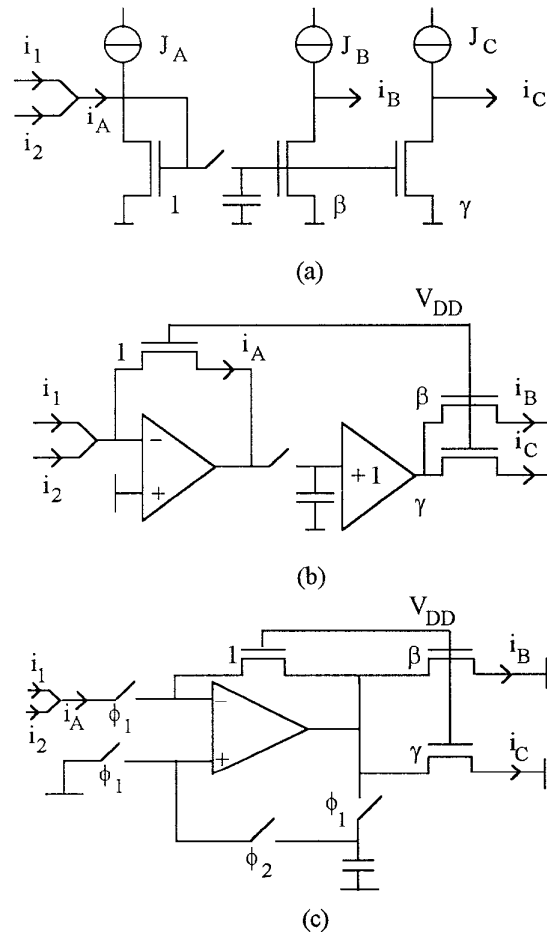 i1 J_A J_B J_C
i2 i_A i_B i_C
1 β γ
(a)
V_DD
1 i_A
i1 β i_B
i2 − i_C
+ +1 γ
(b)
V_DD
i1 1 β i_B
i2 i_A ϕ1 −
ϕ1 + γ i_C
ϕ1
ϕ2
(c)